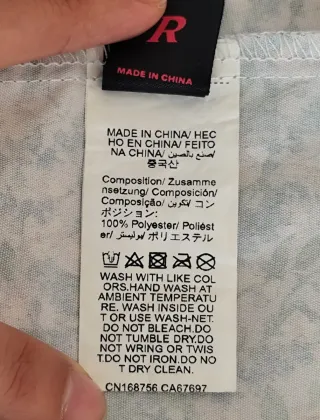 R
MADE IN CHINA
MADE IN CHINA/ HEC
HO EN CHINA/ FEITO
NA CHINA/ صنع بالصين/
중국산
Composition/ Zusamme
nsetzung/ Composición/
Composição/ تكوين/ コン
ポジション:
100% Polyester/ Poliést
er/ بوليستر/ ポリエステル
WASH WITH LIKE COL
ORS.HAND WASH AT
AMBIENT TEMPERATU
RE. WASH INSIDE OU
T OR USE WASH-NET.
DO NOT BLEACH.DO
NOT TUMBLE DRY.DO
NOT WRING OR TWIS
T.DO NOT IRON.DO NO
T DRY CLEAN.
CN168756 CA67697